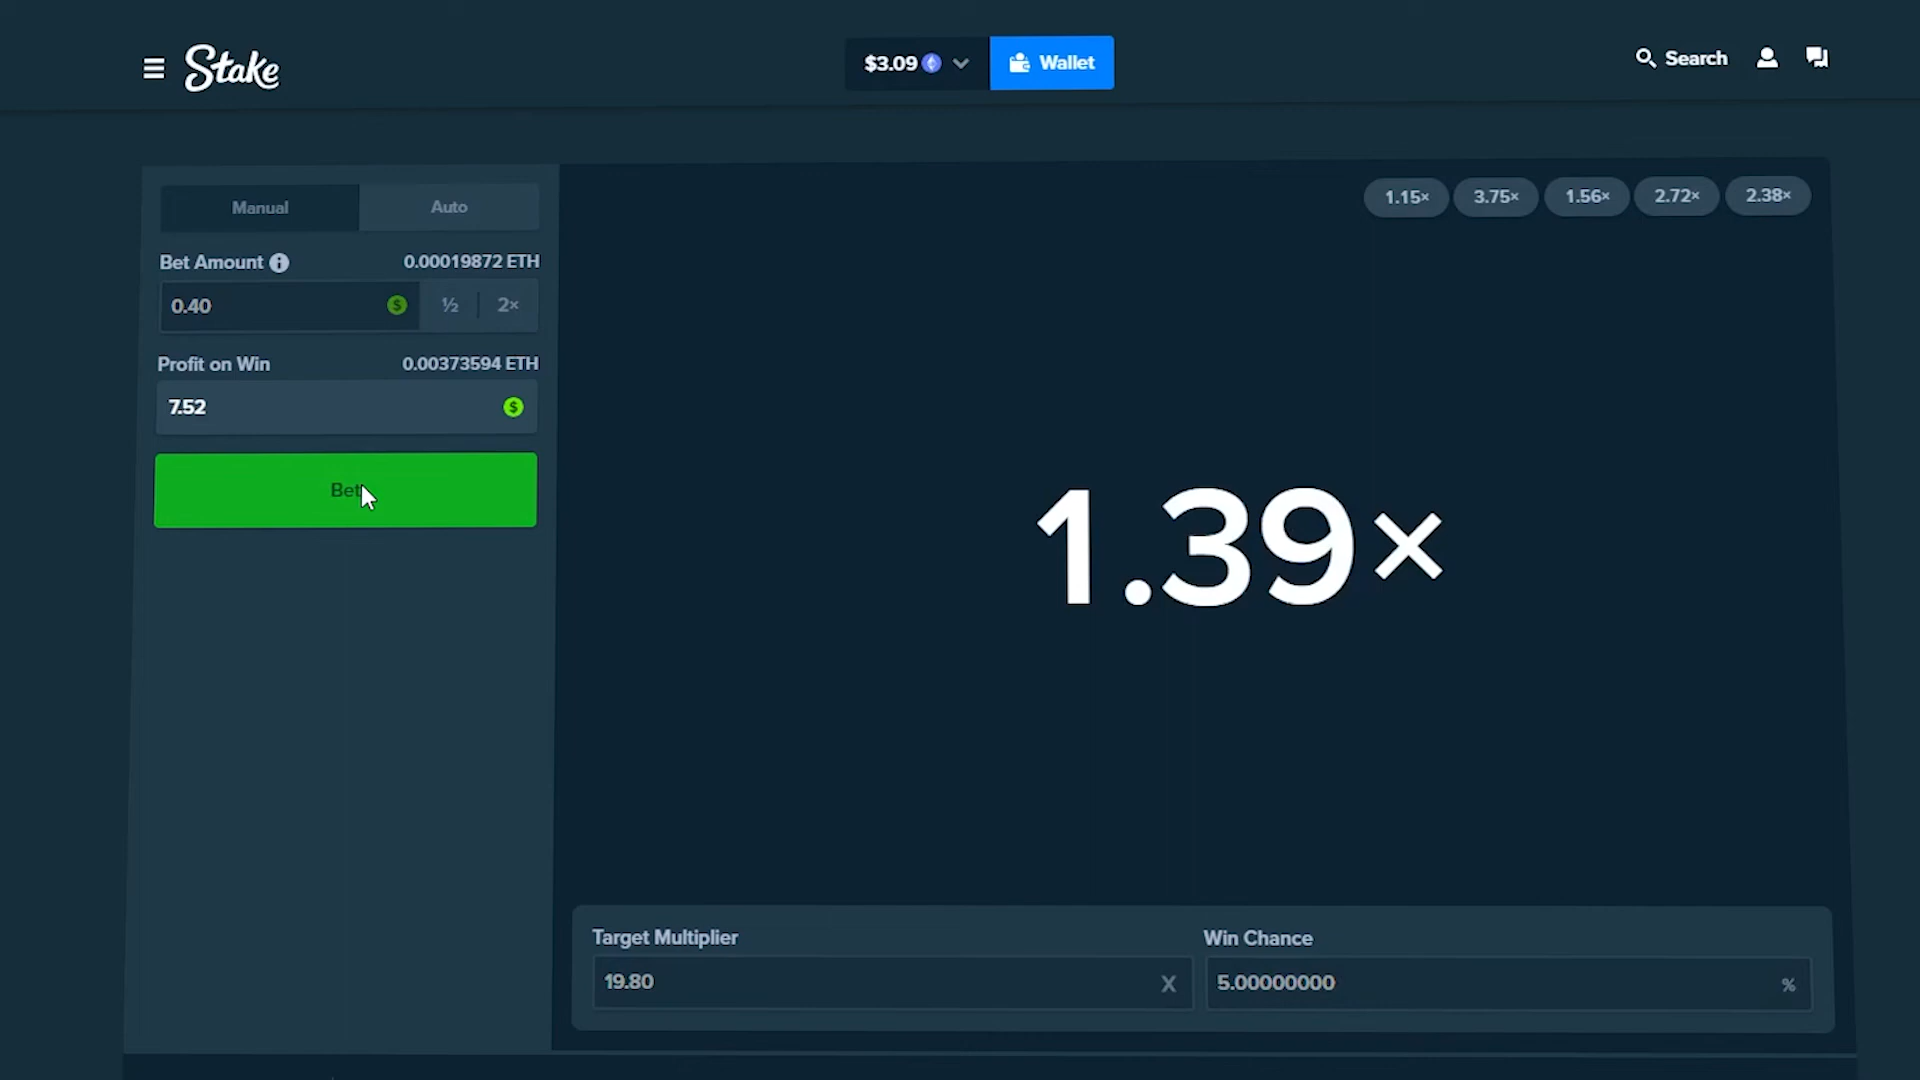 Stake
$3.09
Wallet
Search
Manual
Auto
1.15×
3.75×
1.56×
2.72×
2.38×
Bet Amount
0.00019872 ETH
0.40
½
2×
Profit on Win
0.00373594 ETH
7.52
Bet
1.39×
Target Multiplier
19.80
X
Win Chance
5.00000000
%